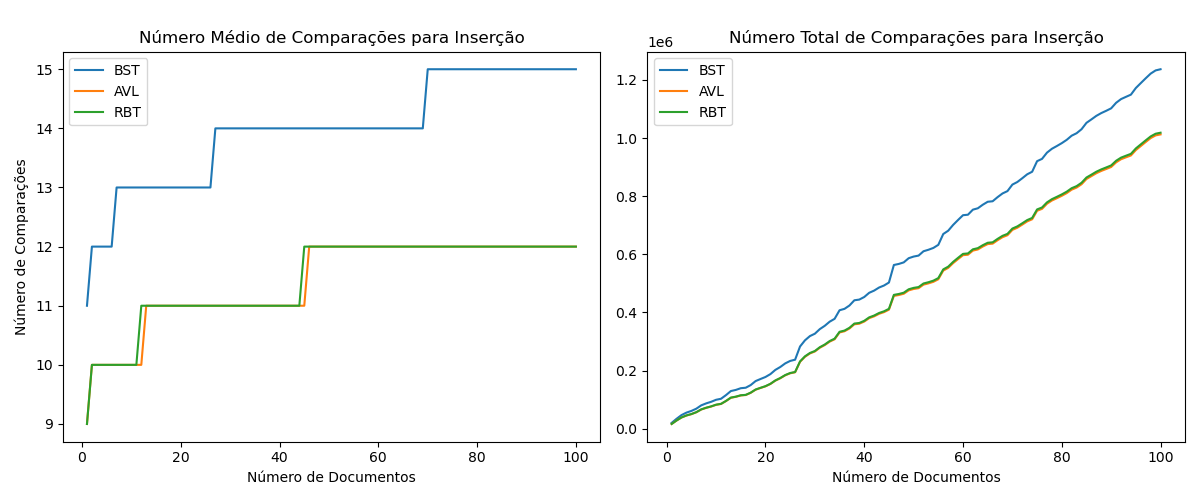 Número Médio de Comparações para Inserção
Número de Comparações
15
14
13
12
11
10
9
BST
AVL
RBT
0
20
40
60
80
100
Número de Documentos
Número Total de Comparações para Inserção
1e6
1.2
1.0
0.8
0.6
0.4
0.2
0.0
BST
AVL
RBT
0
20
40
60
80
100
Número de Documentos